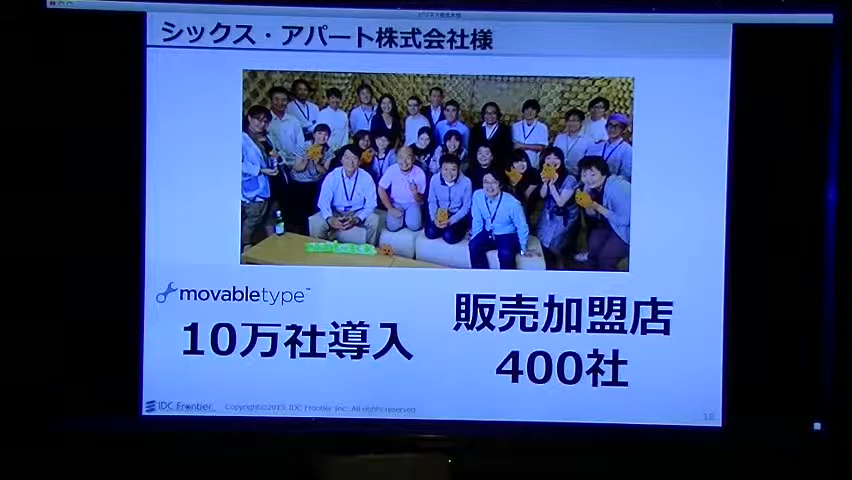 シックス・アパート株式会社様
movabletype™
10万社導入
販売加盟店
400社
IDC Frontier
Copyright©2013 IDC Frontier Inc. All rights reserved.
18